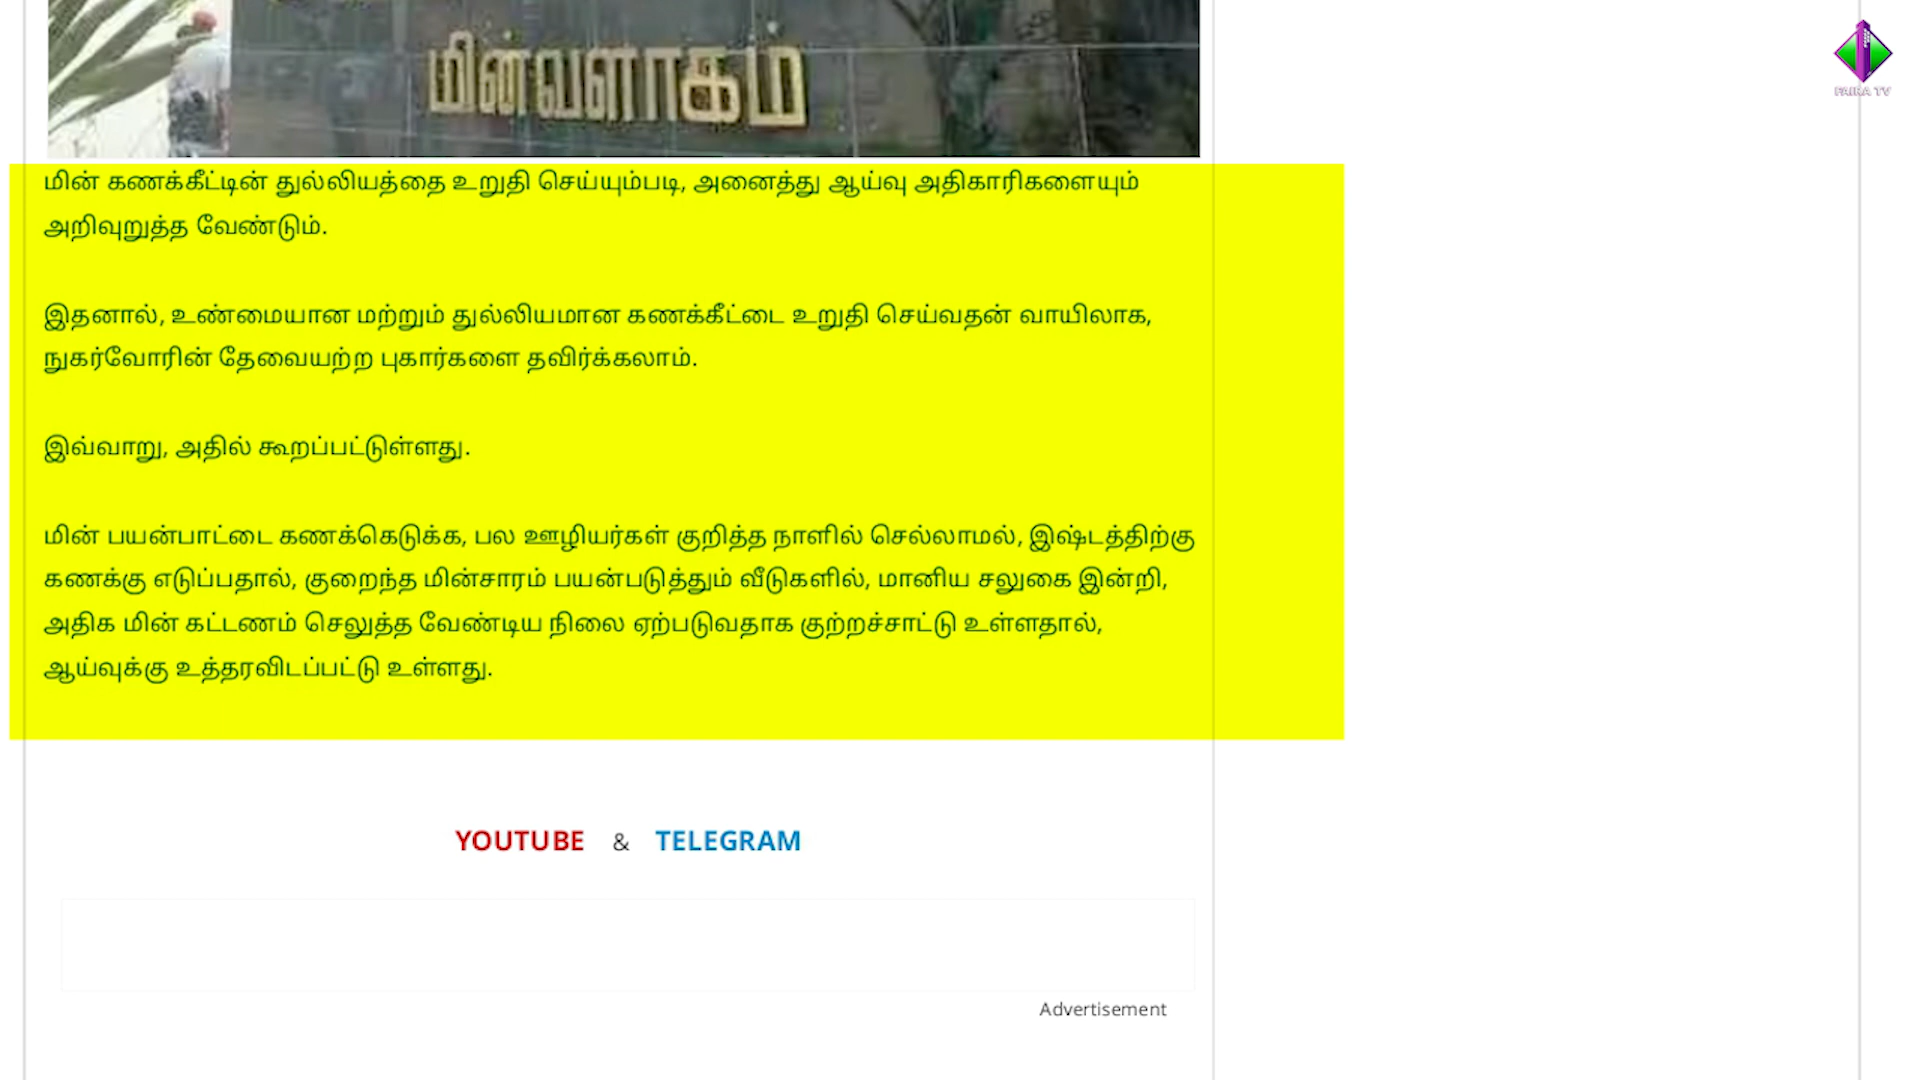 மின்வளாகம்
FAIRA TV
மின் கணக்கீட்டின் துல்லியத்தை உறுதி செய்யும்படி, அனைத்து ஆய்வு அதிகாரிகளையும்
அறிவுறுத்த வேண்டும்.
இதனால், உண்மையான மற்றும் துல்லியமான கணக்கீட்டை உறுதி செய்வதன் வாயிலாக,
நுகர்வோரின் தேவையற்ற புகார்களை தவிர்க்கலாம்.
இவ்வாறு, அதில் கூறப்பட்டுள்ளது.
மின் பயன்பாட்டை கணக்கெடுக்க, பல ஊழியர்கள் குறித்த நாளில் செல்லாமல், இஷ்டத்திற்கு
கணக்கு எடுப்பதால், குறைந்த மின்சாரம் பயன்படுத்தும் வீடுகளில், மானிய சலுகை இன்றி,
அதிக மின் கட்டணம் செலுத்த வேண்டிய நிலை ஏற்படுவதாக குற்றச்சாட்டு உள்ளதால்,
ஆய்வுக்கு உத்தரவிடப்பட்டு உள்ளது.
YOUTUBE & TELEGRAM
Advertisement